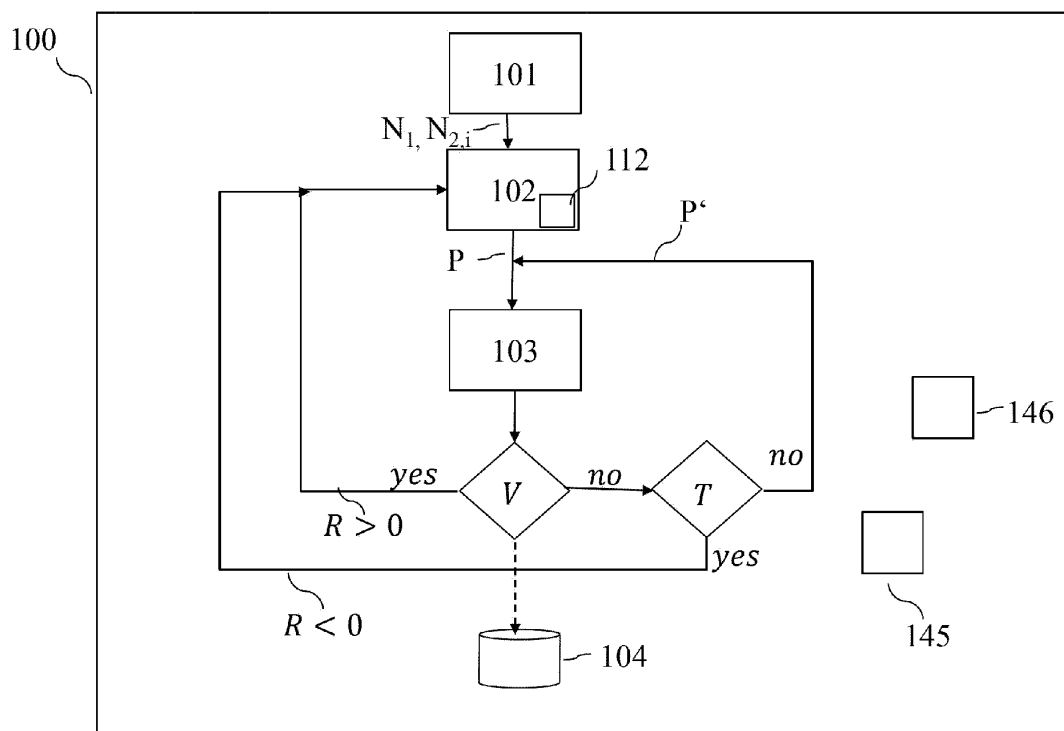 100
101
N₁, N₂,ᵢ
112
102
P
P‘
103
146
yes
V
no
T
no
R > 0
yes
R < 0
145
104